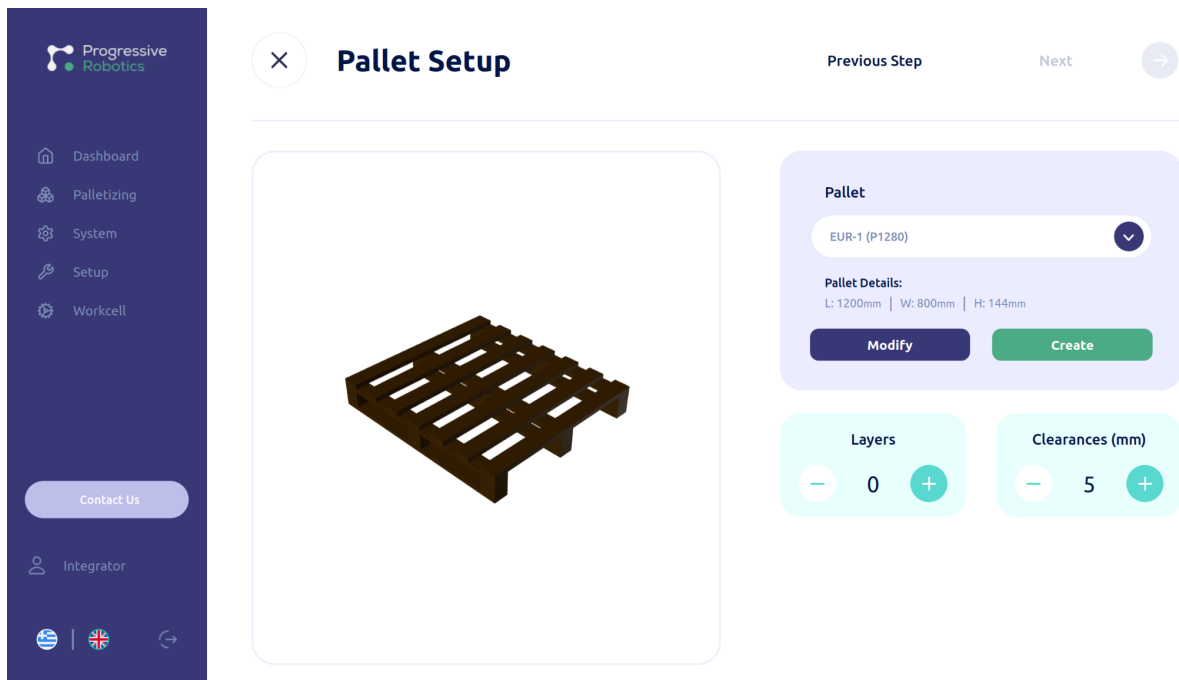 Progressive
Robotics
Dashboard
Palletizing
System
Setup
Workcell
Contact Us
Integrator
Pallet Setup
Previous Step
Next
Pallet
EUR-1 (P1280)
Pallet Details:
L: 1200mm | W: 800mm | H: 144mm
Modify
Create
Layers
Clearances (mm)
− 0 +
− 5 +